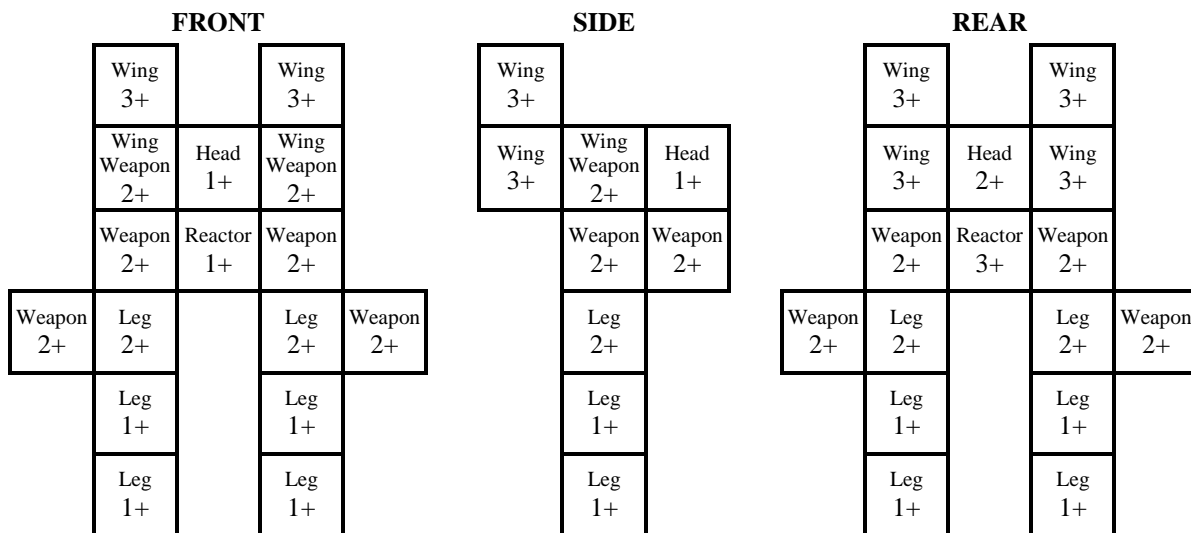 FRONT
Wing
3+
Wing
3+
Wing
Weapon
2+
Head
1+
Wing
Weapon
2+
Weapon
2+
Reactor
1+
Weapon
2+
Weapon
2+
Leg
2+
Leg
2+
Weapon
2+
Leg
1+
Leg
1+
Leg
1+
Leg
1+
SIDE
Wing
3+
Wing
3+
Wing
Weapon
2+
Head
1+
Weapon
2+
Weapon
2+
Leg
2+
Leg
1+
Leg
1+
REAR
Wing
3+
Wing
3+
Wing
3+
Head
2+
Wing
3+
Weapon
2+
Reactor
3+
Weapon
2+
Weapon
2+
Leg
2+
Leg
2+
Weapon
2+
Leg
1+
Leg
1+
Leg
1+
Leg
1+